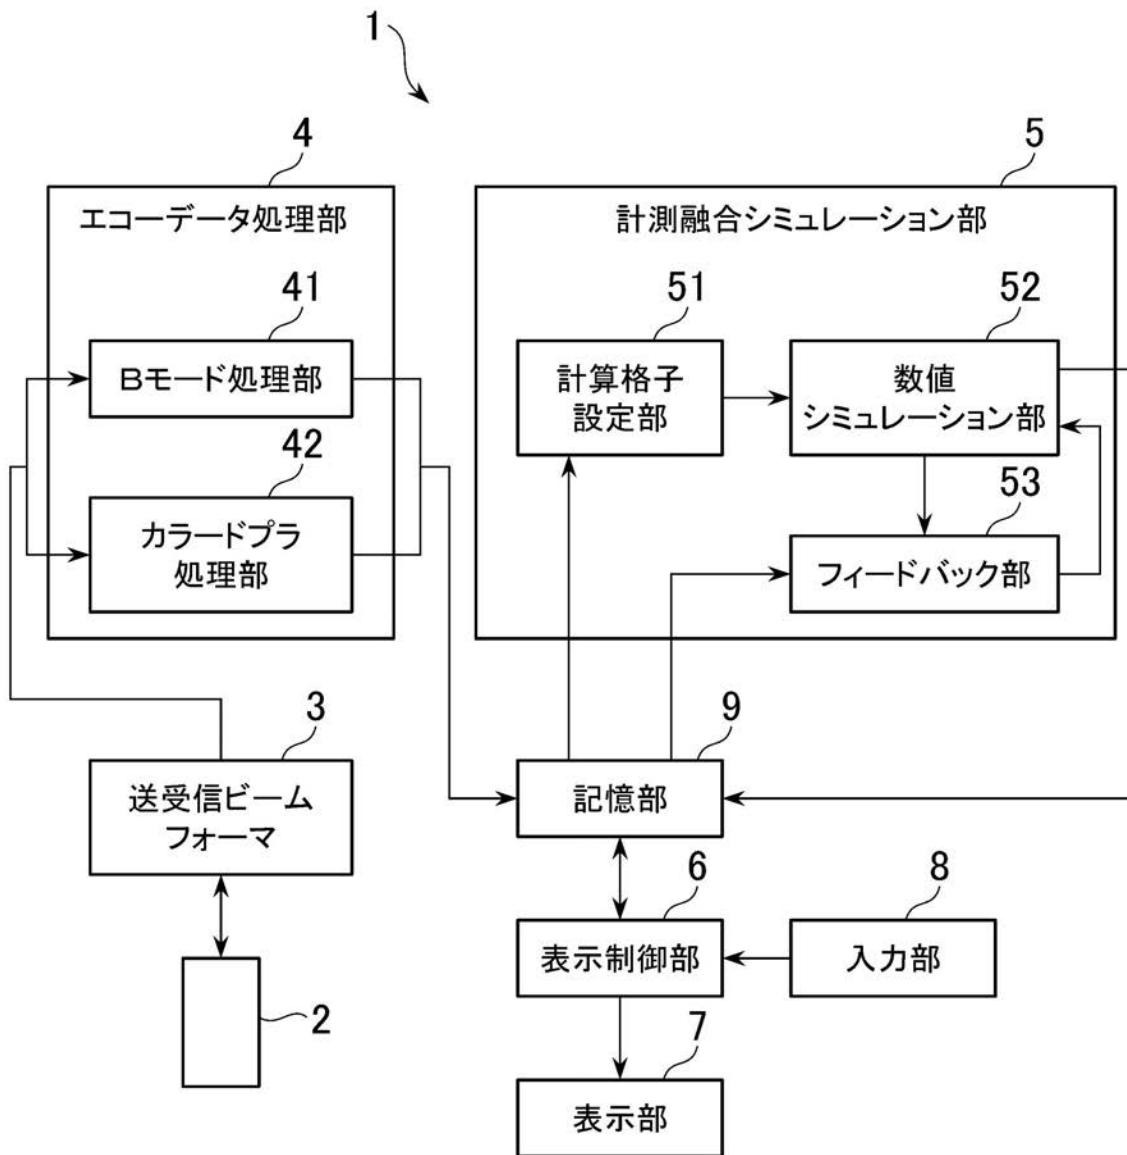 1
4
エコーデータ処理部
41
Bモード処理部
42
カラードプラ
処理部
5
計測融合シミュレーション部
51
計算格子
設定部
52
数値
シミュレーション部
53
フィードバック部
3
送受信ビーム
フォーマ
2
9
記憶部
6
表示制御部
8
入力部
7
表示部